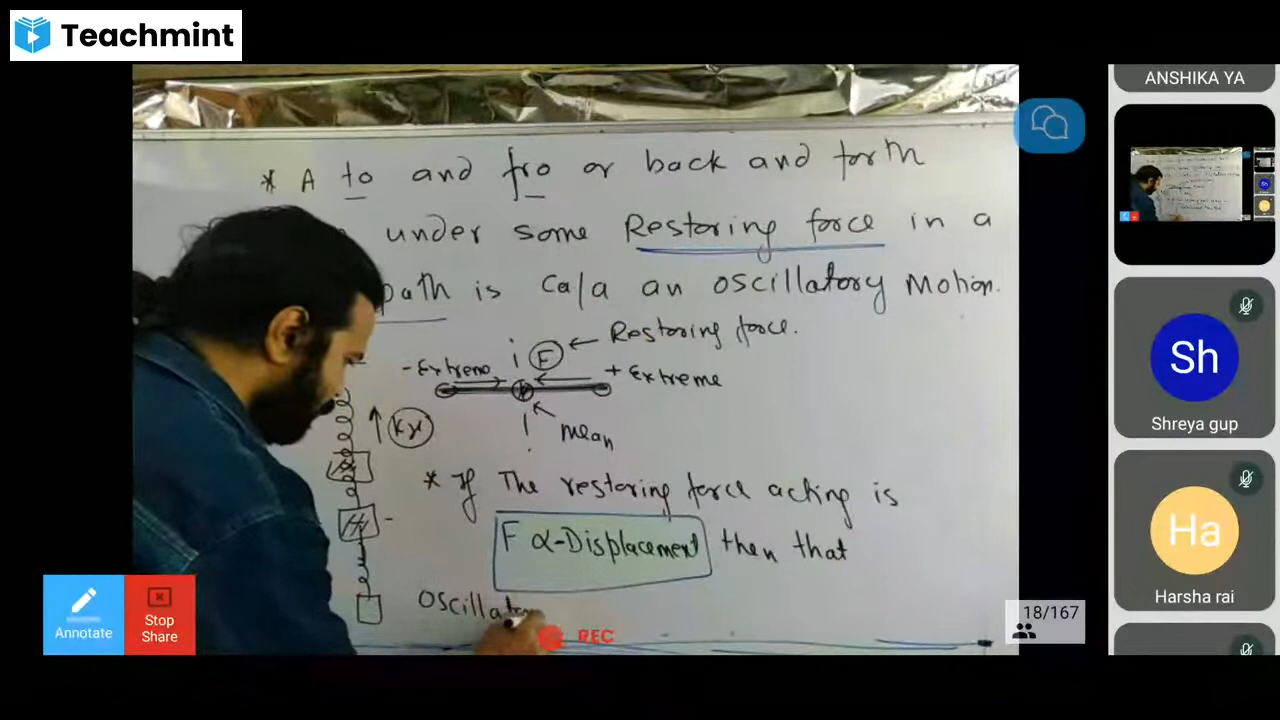 Teachmint
ANSHIKA YA
* A to and fro or back and forth
under some Restoring force in a
path is ca/a an oscillatory Motion.
i F ← Restoring force.
- Extreme
+ Extreme
Kx
mean
* If The restoring force acting is
F α -Displacement then that
Oscillato
Annotate
Stop
Share
REC
18/167
Sh
Shreya gup
Ha
Harsha rai